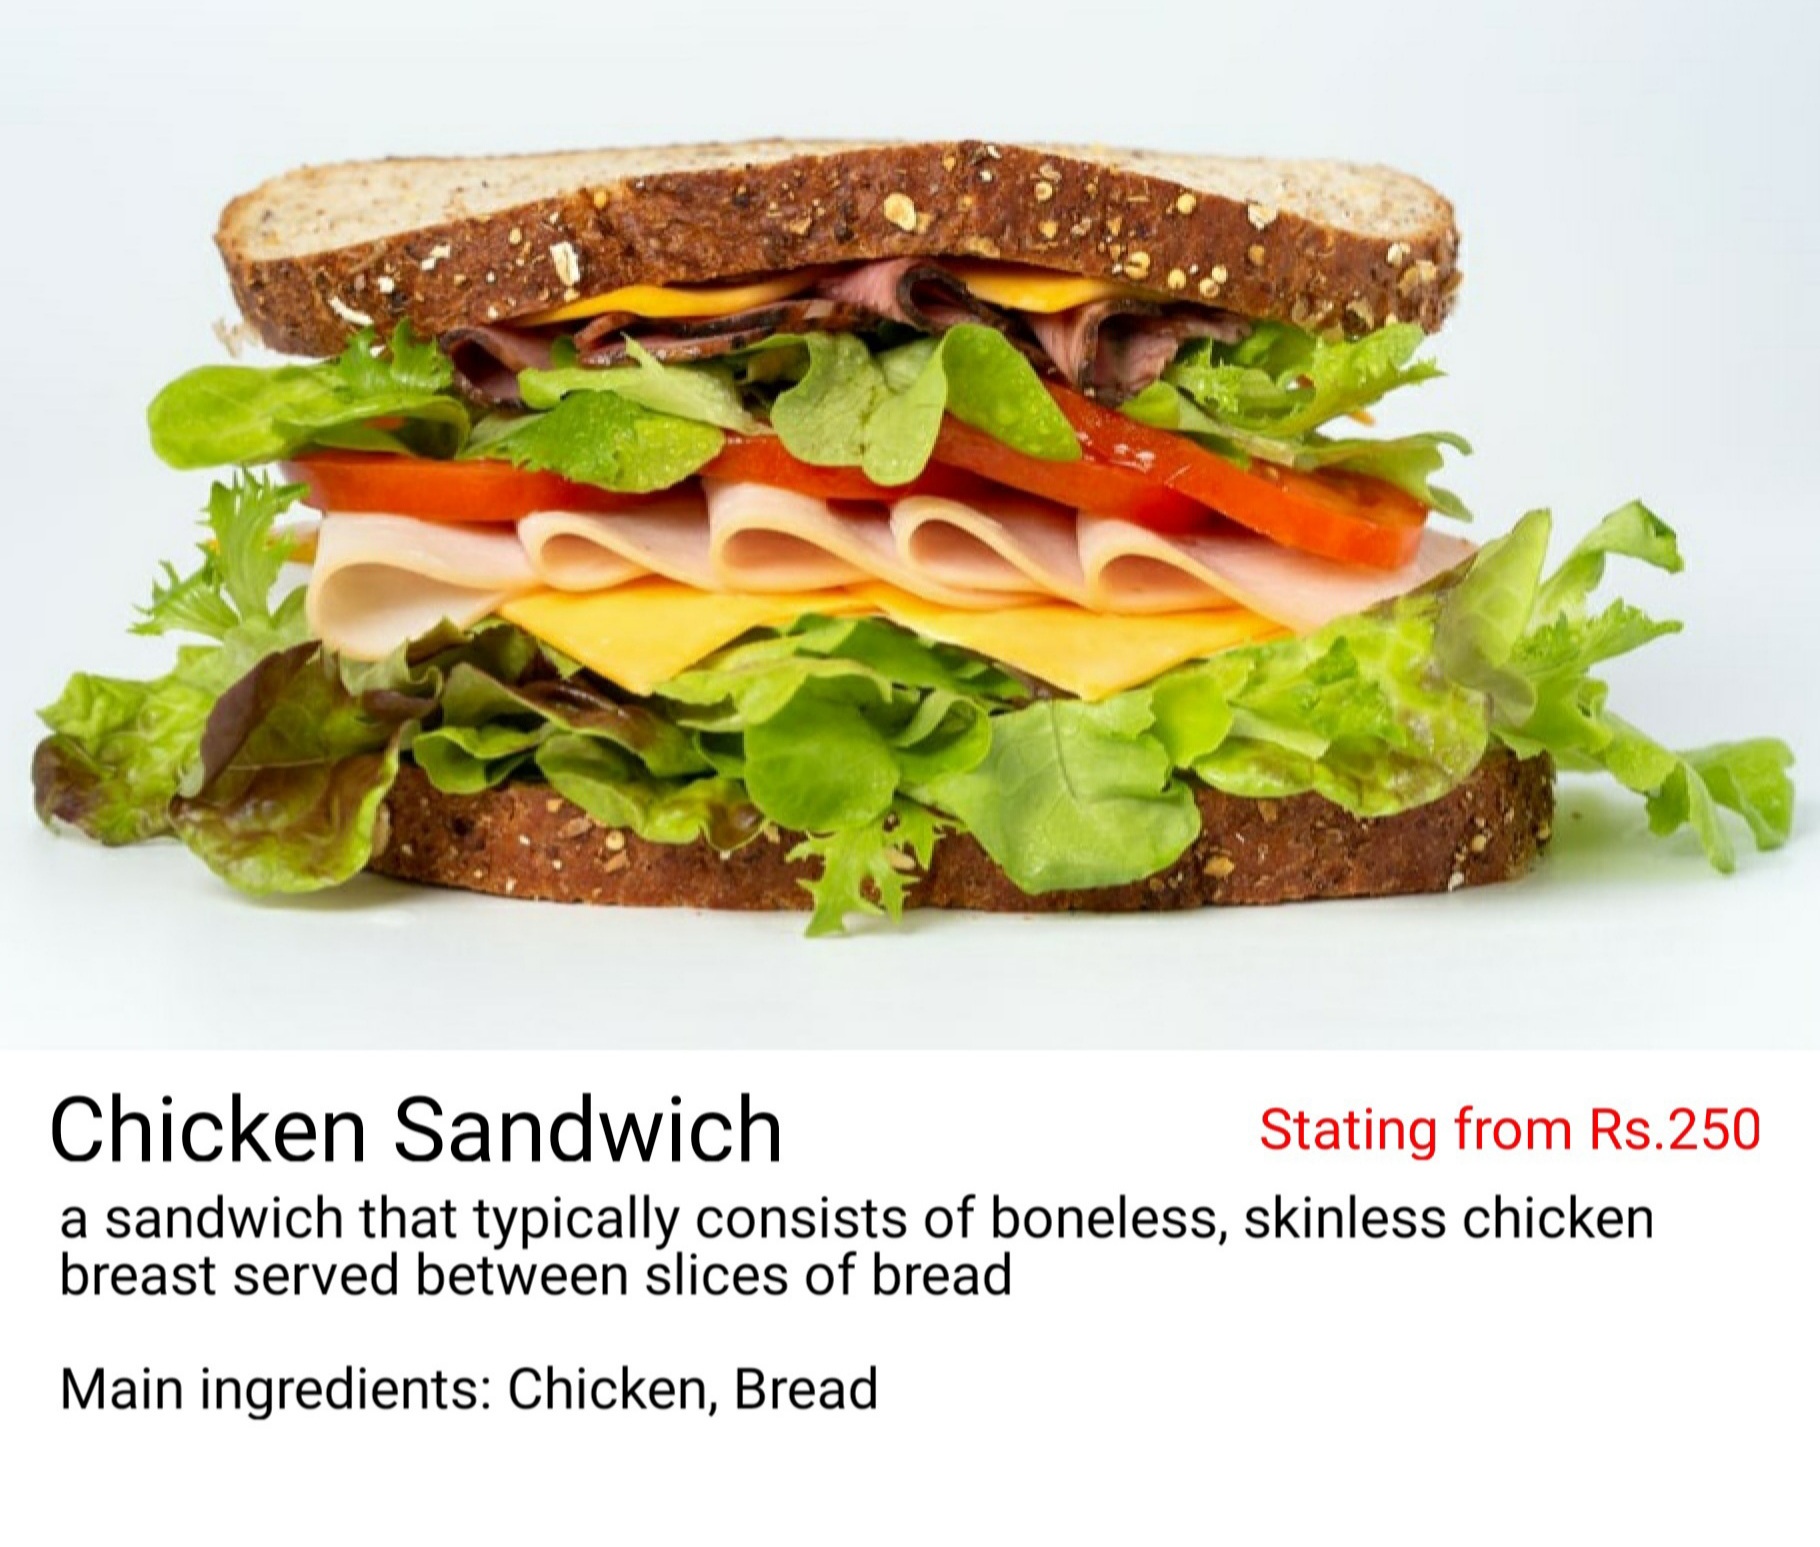 Chicken Sandwich
Stating from Rs.250
a sandwich that typically consists of boneless, skinless chicken
breast served between slices of bread
Main ingredients: Chicken, Bread